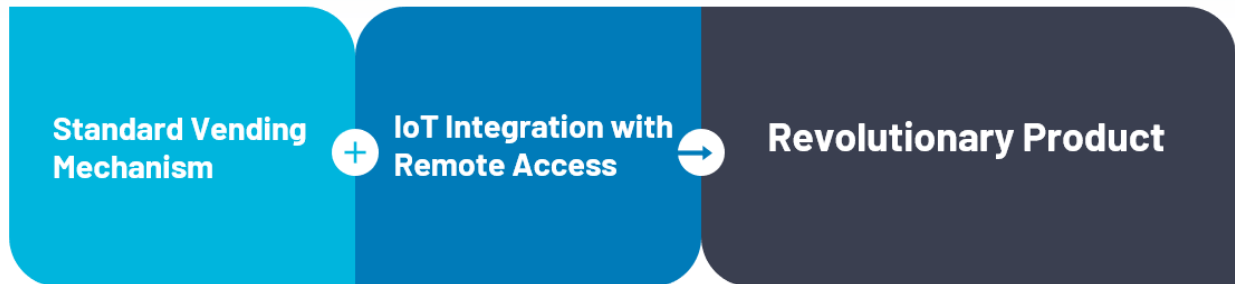 Standard Vending
Mechanism
+
IoT Integration with
Remote Access
→
Revolutionary Product